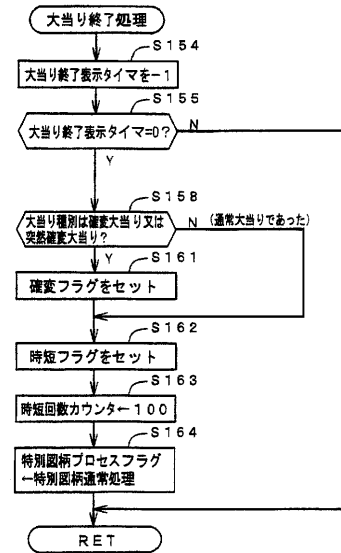 大当り終了処理
S154
大当り終了表示タイマを−1
S155
大当り終了表示タイマ=0?
N
Y
S158
大当り種別は確変大当り又は
突然確変大当り?
N
(通常大当りであった)
Y
S161
確変フラグをセット
S162
時短フラグをセット
S163
時短回数カウンタ←100
S164
特別図柄プロセスフラグ
←特別図柄通常処理
RET